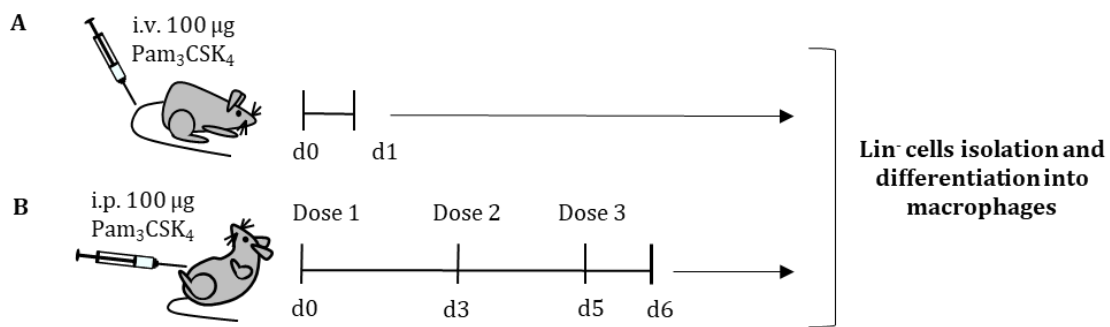 A
i.v. 100 µg
Pam₃CSK₄
d0
d1
B
i.p. 100 µg
Pam₃CSK₄
Dose 1
Dose 2
Dose 3
d0
d3
d5
d6
Lin⁻ cells isolation and
differentiation into
macrophages